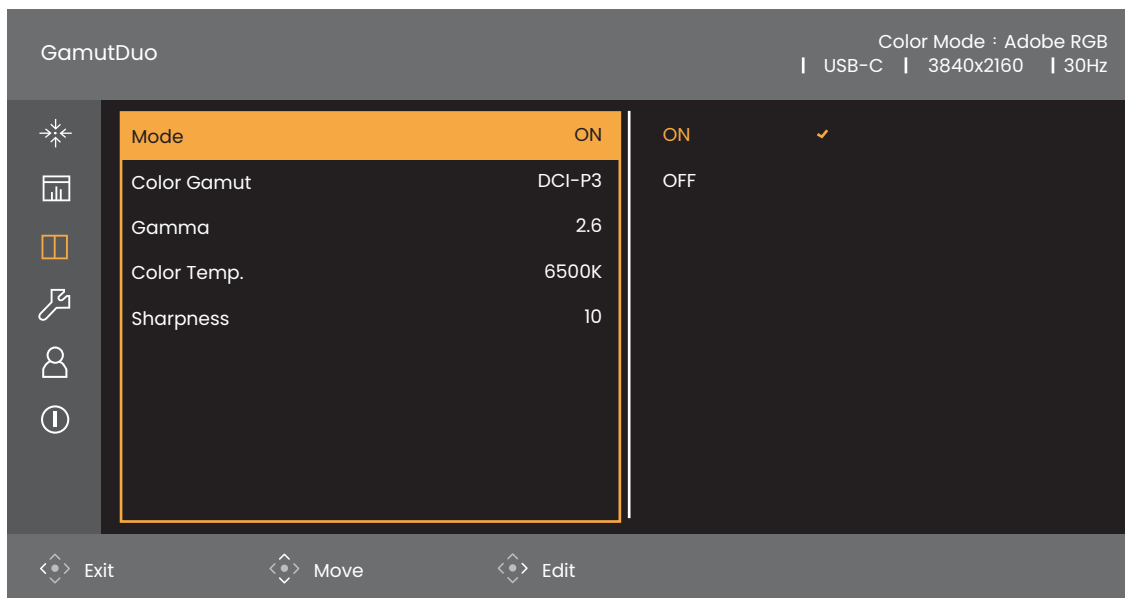 GamutDuo
Color Mode : Adobe RGB
| USB-C | 3840x2160 | 30Hz
Mode ON
ON
Color Gamut DCI-P3
OFF
Gamma 2.6
Color Temp. 6500K
Sharpness 10
Exit Move Edit